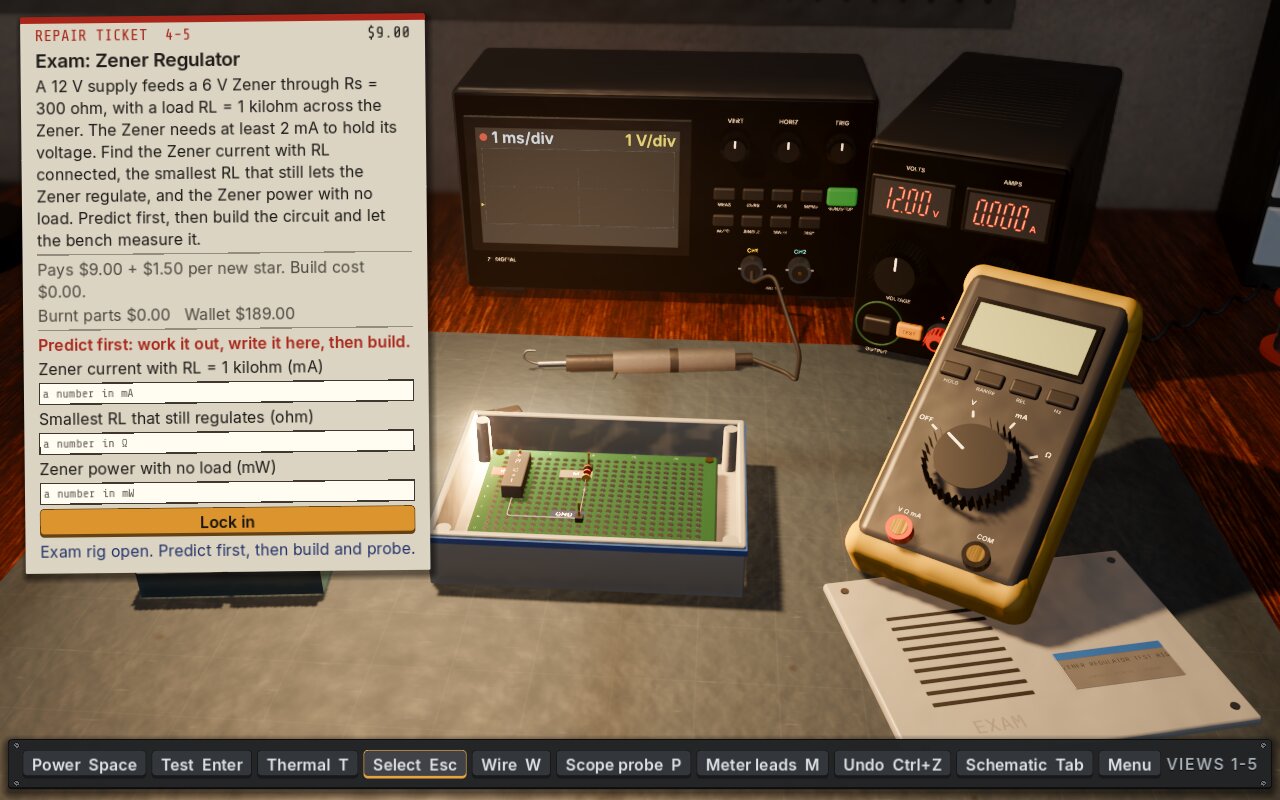 REPAIR TICKET 4-5
$9.00
Exam: Zener Regulator
A 12 V supply feeds a 6 V Zener through Rs =
300 ohm, with a load RL = 1 kilohm across the
Zener. The Zener needs at least 2 mA to hold its
voltage. Find the Zener current with RL
connected, the smallest RL that still lets the
Zener regulate, and the Zener power with no
load. Predict first, then build the circuit and let
the bench measure it.
Pays $9.00 + $1.50 per new star. Build cost
$0.00.
Burnt parts $0.00 Wallet $189.00
Predict first: work it out, write it here, then build.
Zener current with RL = 1 kilohm (mA)
a number in mA
Smallest RL that still regulates (ohm)
a number in Ω
Zener power with no load (mW)
a number in mW
Lock in
Exam rig open. Predict first, then build and probe.
1 ms/div
1 V/div
VERT
HORIZ
TRIG
CH1
CH2
VOLTS
AMPS
12.00 V
0.000 A
VOLTAGE
TEST
OUTPUT
HOLD
RANGE
REL
HZ
OFF
V
mA
Ω
V Ω mA
COM
ZENER REGULATOR TEST RIG
EXAM
Power Space
Test Enter
Thermal T
Select Esc
Wire W
Scope probe P
Meter leads M
Undo Ctrl+Z
Schematic Tab
Menu
VIEWS 1-5